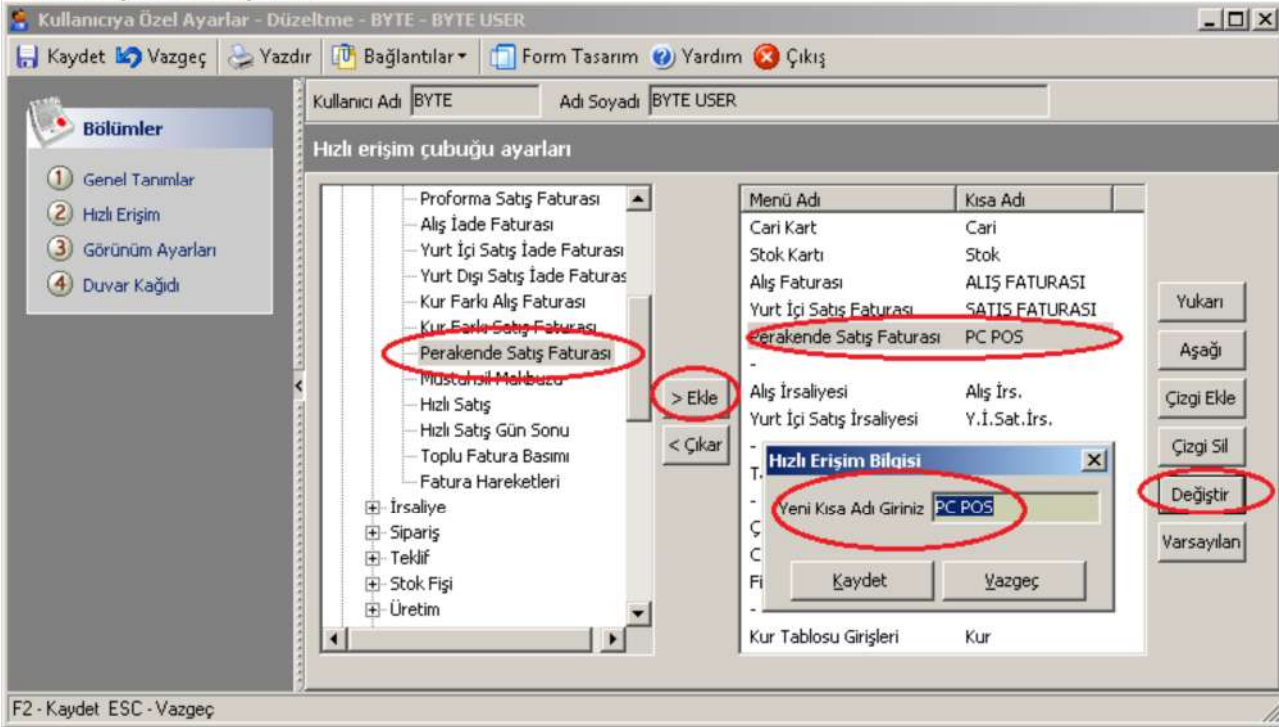 Kullanıcıya Özel Ayarlar - Düzeltme - BYTE - BYTE USER
Kaydet Vazgeç Yazdır Bağlantılar Form Tasarım Yardım Çıkış
Kullanıcı Adı BYTE Adı Soyadı BYTE USER
Bölümler
1 Genel Tanımlar
2 Hızlı Erişim
3 Görünüm Ayarları
4 Duvar Kağıdı
Hızlı erişim çubuğu ayarları
Proforma Satış Faturası
Alış İade Faturası
Yurt İçi Satış İade Faturası
Yurt Dışı Satış İade Faturas
Kur Farkı Alış Faturası
Kur Farkı Satış Faturası
Perakende Satış Faturası
Müstahsil Makbuzu
Hızlı Satış
Hızlı Satış Gün Sonu
Toplu Fatura Basımı
Fatura Hareketleri
İrsaliye
Sipariş
Teklif
Stok Fişi
Üretim
> Ekle
< Çıkar
Menü Adı Kısa Adı
Cari Kart Cari
Stok Kartı Stok
Alış Faturası ALIŞ FATURASI
Yurt İçi Satış Faturası SATIS FATURASI
Perakende Satış Faturası PC POS
-
Alış İrsaliyesi Alış İrs.
Yurt İçi Satış İrsaliyesi Y.İ.Sat.İrs.
-
T
-
Ç
C
Fi
-
Kur Tablosu Girişleri Kur
Hızlı Erişim Bilgisi
Yeni Kısa Adı Giriniz PC POS
Kaydet Vazgeç
Yukarı
Aşağı
Çizgi Ekle
Çizgi Sil
Değiştir
Varsayılan
F2 - Kaydet ESC - Vazgeç